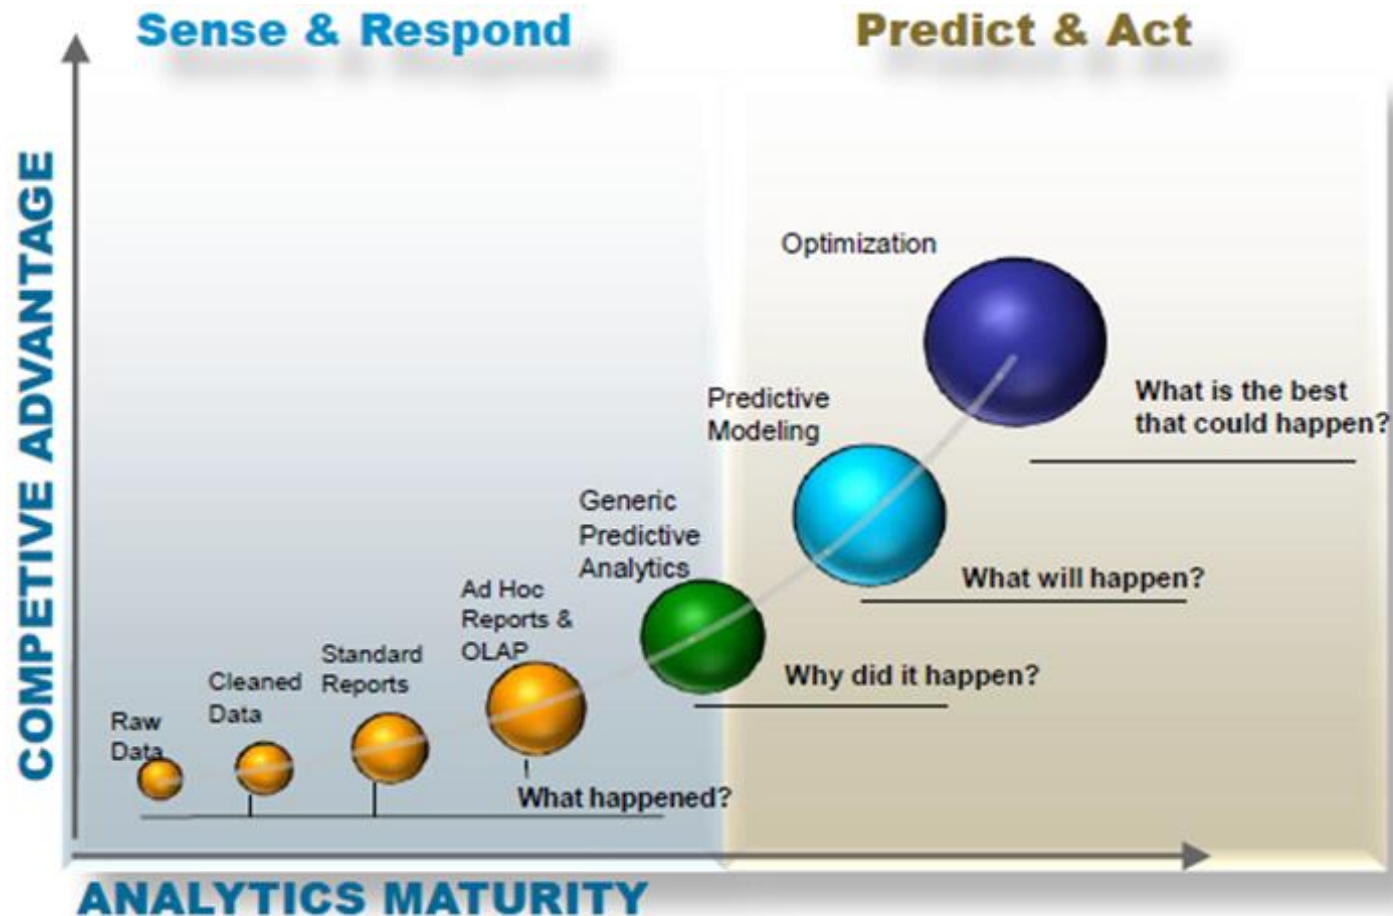 Sense & Respond
Predict & Act
COMPETIVE ADVANTAGE
Optimization
What is the best
that could happen?
Predictive
Modeling
What will happen?
Generic
Predictive
Analytics
Why did it happen?
Ad Hoc
Reports &
OLAP
Standard
Reports
Cleaned
Data
Raw
Data
What happened?
ANALYTICS MATURITY